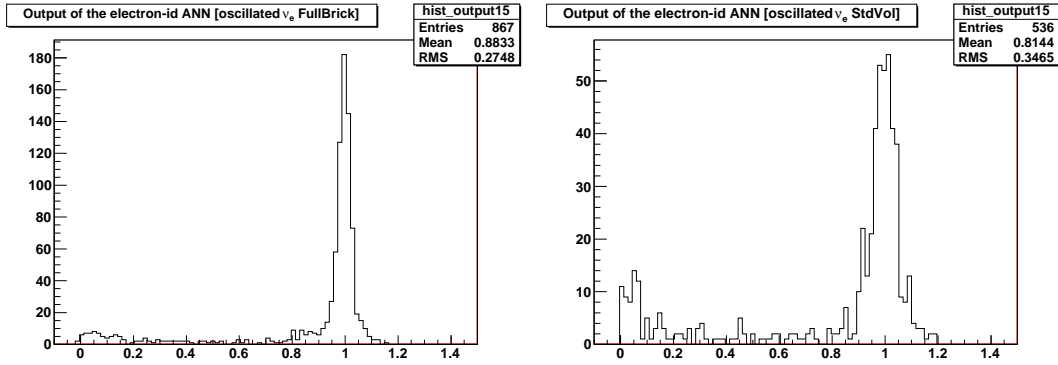 Output of the electron-id ANN [oscillated νe FullBrick]
hist_output15
Entries 867
Mean 0.8833
RMS 0.2748
180
160
140
120
100
80
60
40
20
0
0 0.2 0.4 0.6 0.8 1 1.2 1.4
Output of the electron-id ANN [oscillated νe StdVol]
hist_output15
Entries 536
Mean 0.8144
RMS 0.3465
50
40
30
20
10
0
0 0.2 0.4 0.6 0.8 1 1.2 1.4